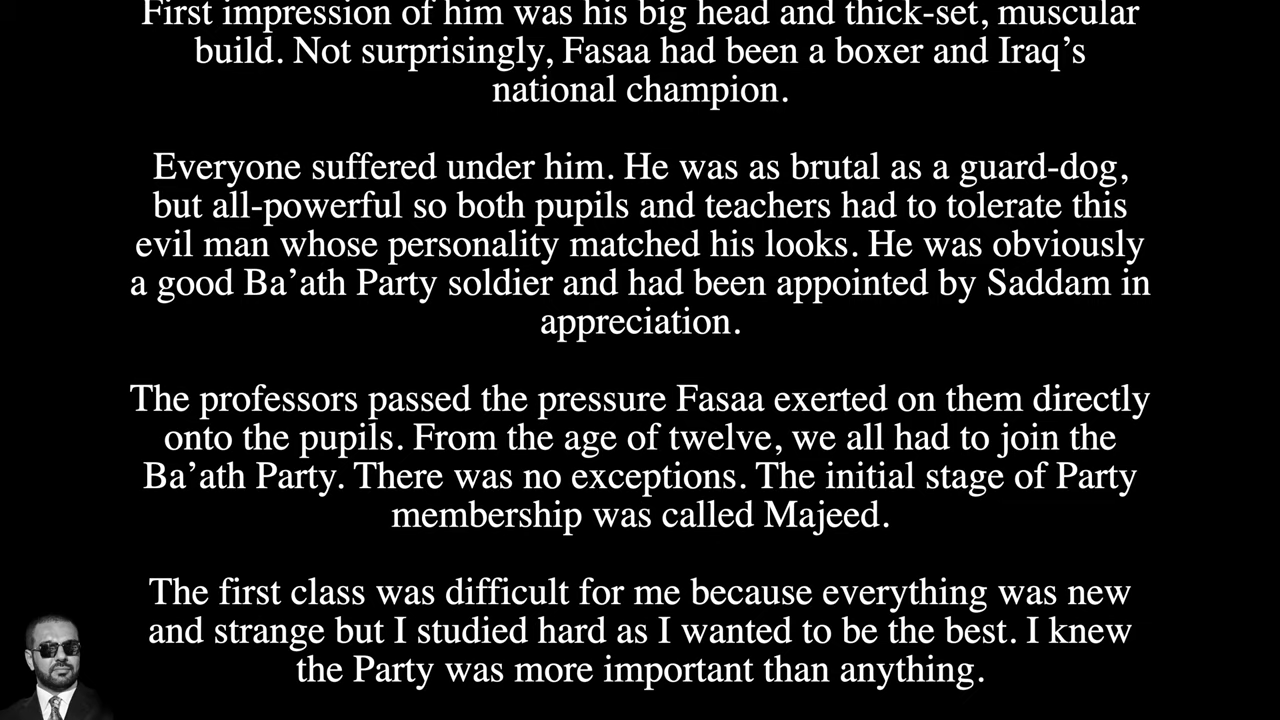 First impression of him was his big head and thick-set, muscular
build. Not surprisingly, Fasaa had been a boxer and Iraq’s
national champion.
Everyone suffered under him. He was as brutal as a guard-dog,
but all-powerful so both pupils and teachers had to tolerate this
evil man whose personality matched his looks. He was obviously
a good Ba’ath Party soldier and had been appointed by Saddam in
appreciation.
The professors passed the pressure Fasaa exerted on them directly
onto the pupils. From the age of twelve, we all had to join the
Ba’ath Party. There was no exceptions. The initial stage of Party
membership was called Majeed.
The first class was difficult for me because everything was new
and strange but I studied hard as I wanted to be the best. I knew
the Party was more important than anything.